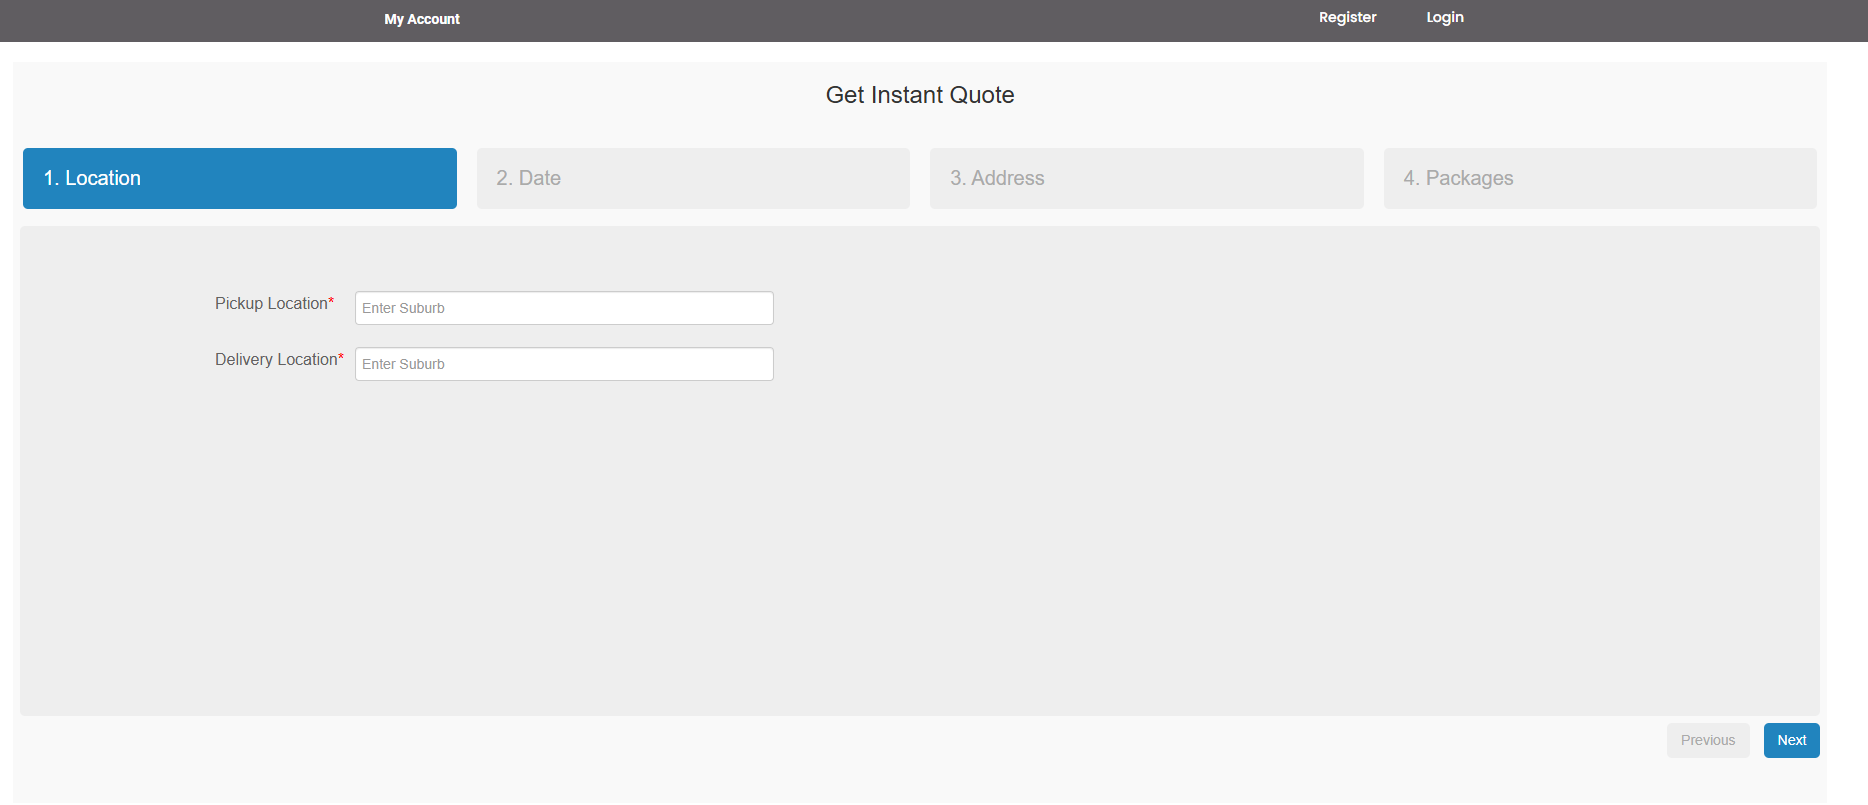 My Account Register Login
Get Instant Quote
1. Location 2. Date 3. Address 4. Packages
Pickup Location* Enter Suburb
Delivery Location* Enter Suburb
Previous Next